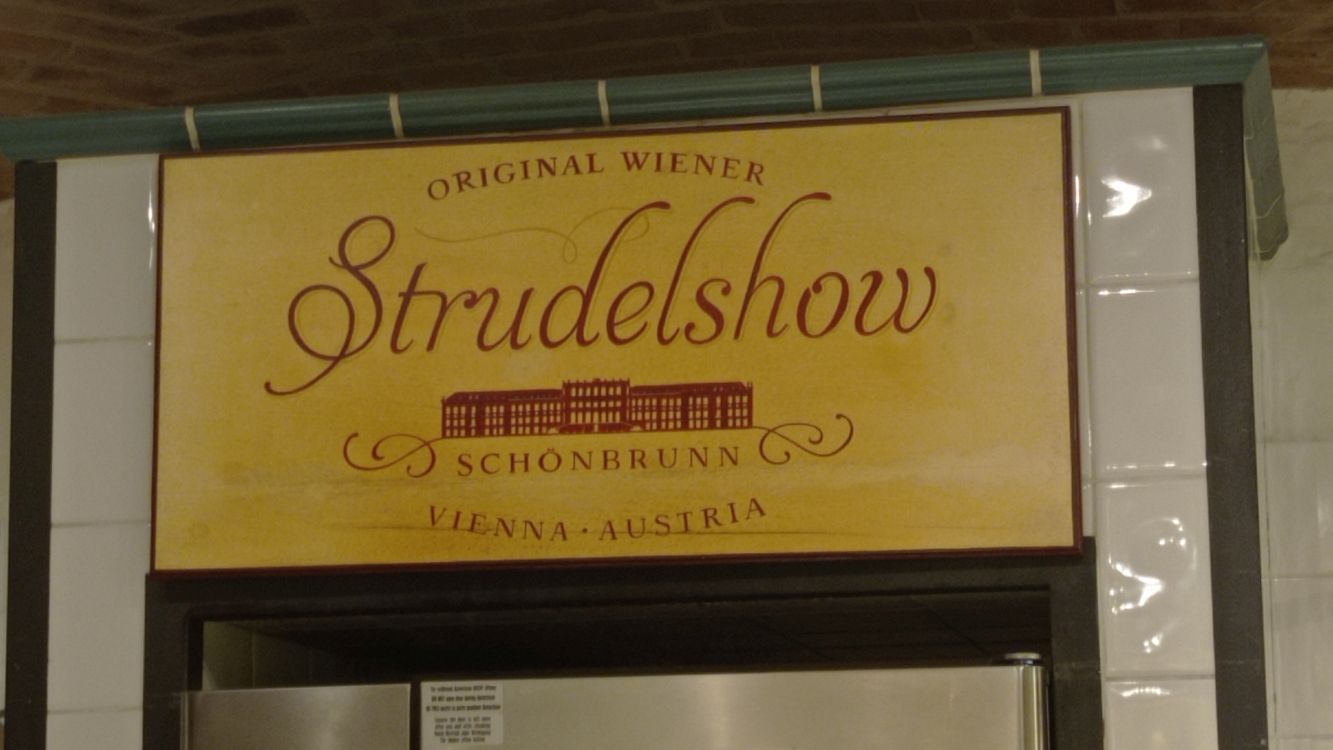 ORIGINAL WIENER
Strudelshow
SCHÖNBRUNN
VIENNA · AUSTRIA